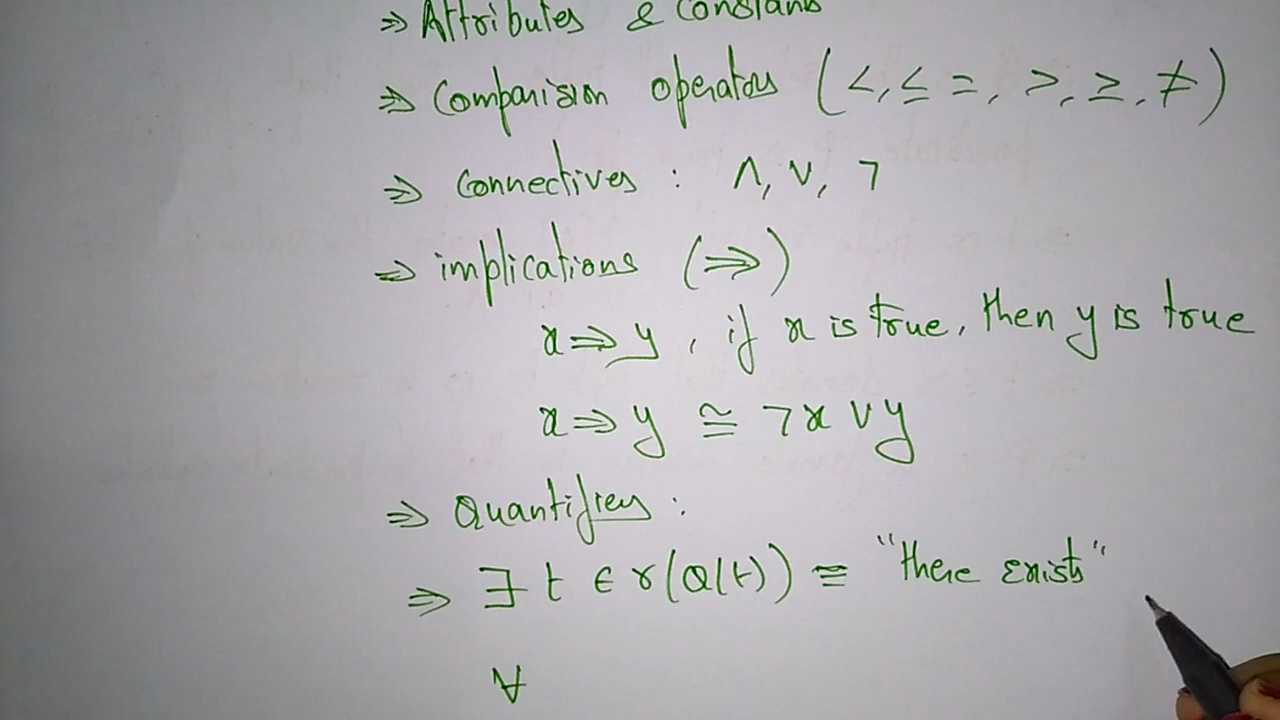 ⇒ Attributes & Constants
⇒ Comparision operators (<, ≤ =, >, ≥, ≠)
⇒ Connectives : ∧, ∨, ¬
⇒ implications (⇒)
x ⇒ y , if x is true, then y is true
x ⇒ y ≅ ¬x ∨ y
⇒ Quantifiers :
⇒ ∃ t ∈ r(Q(t)) ≡ "there exists"
∀